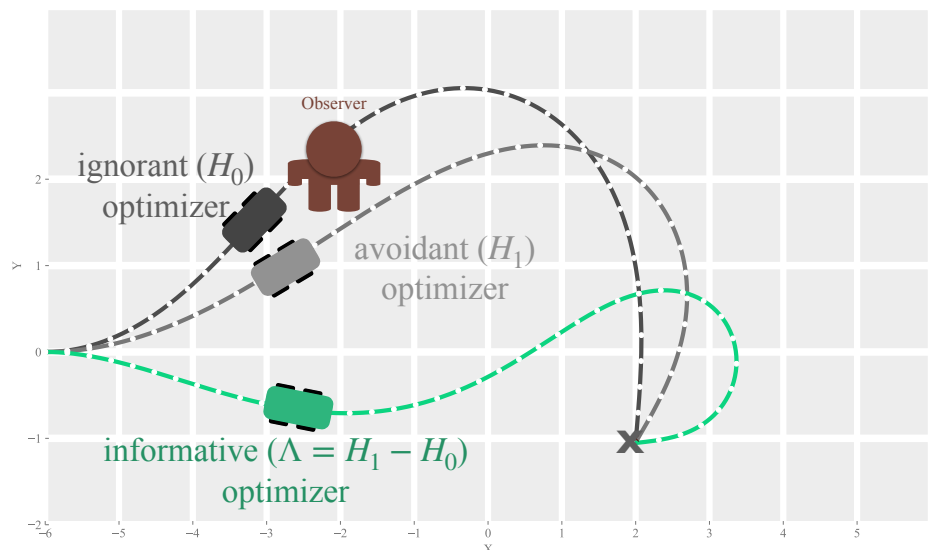 Observer
ignorant (H₀)
optimizer
avoidant (H₁)
optimizer
informative (Λ = H₁ − H₀)
optimizer
X
Y
2
1
0
−1
−2
−6 −5 −4 −3 −2 −1 0 1 2 3 4 5
X